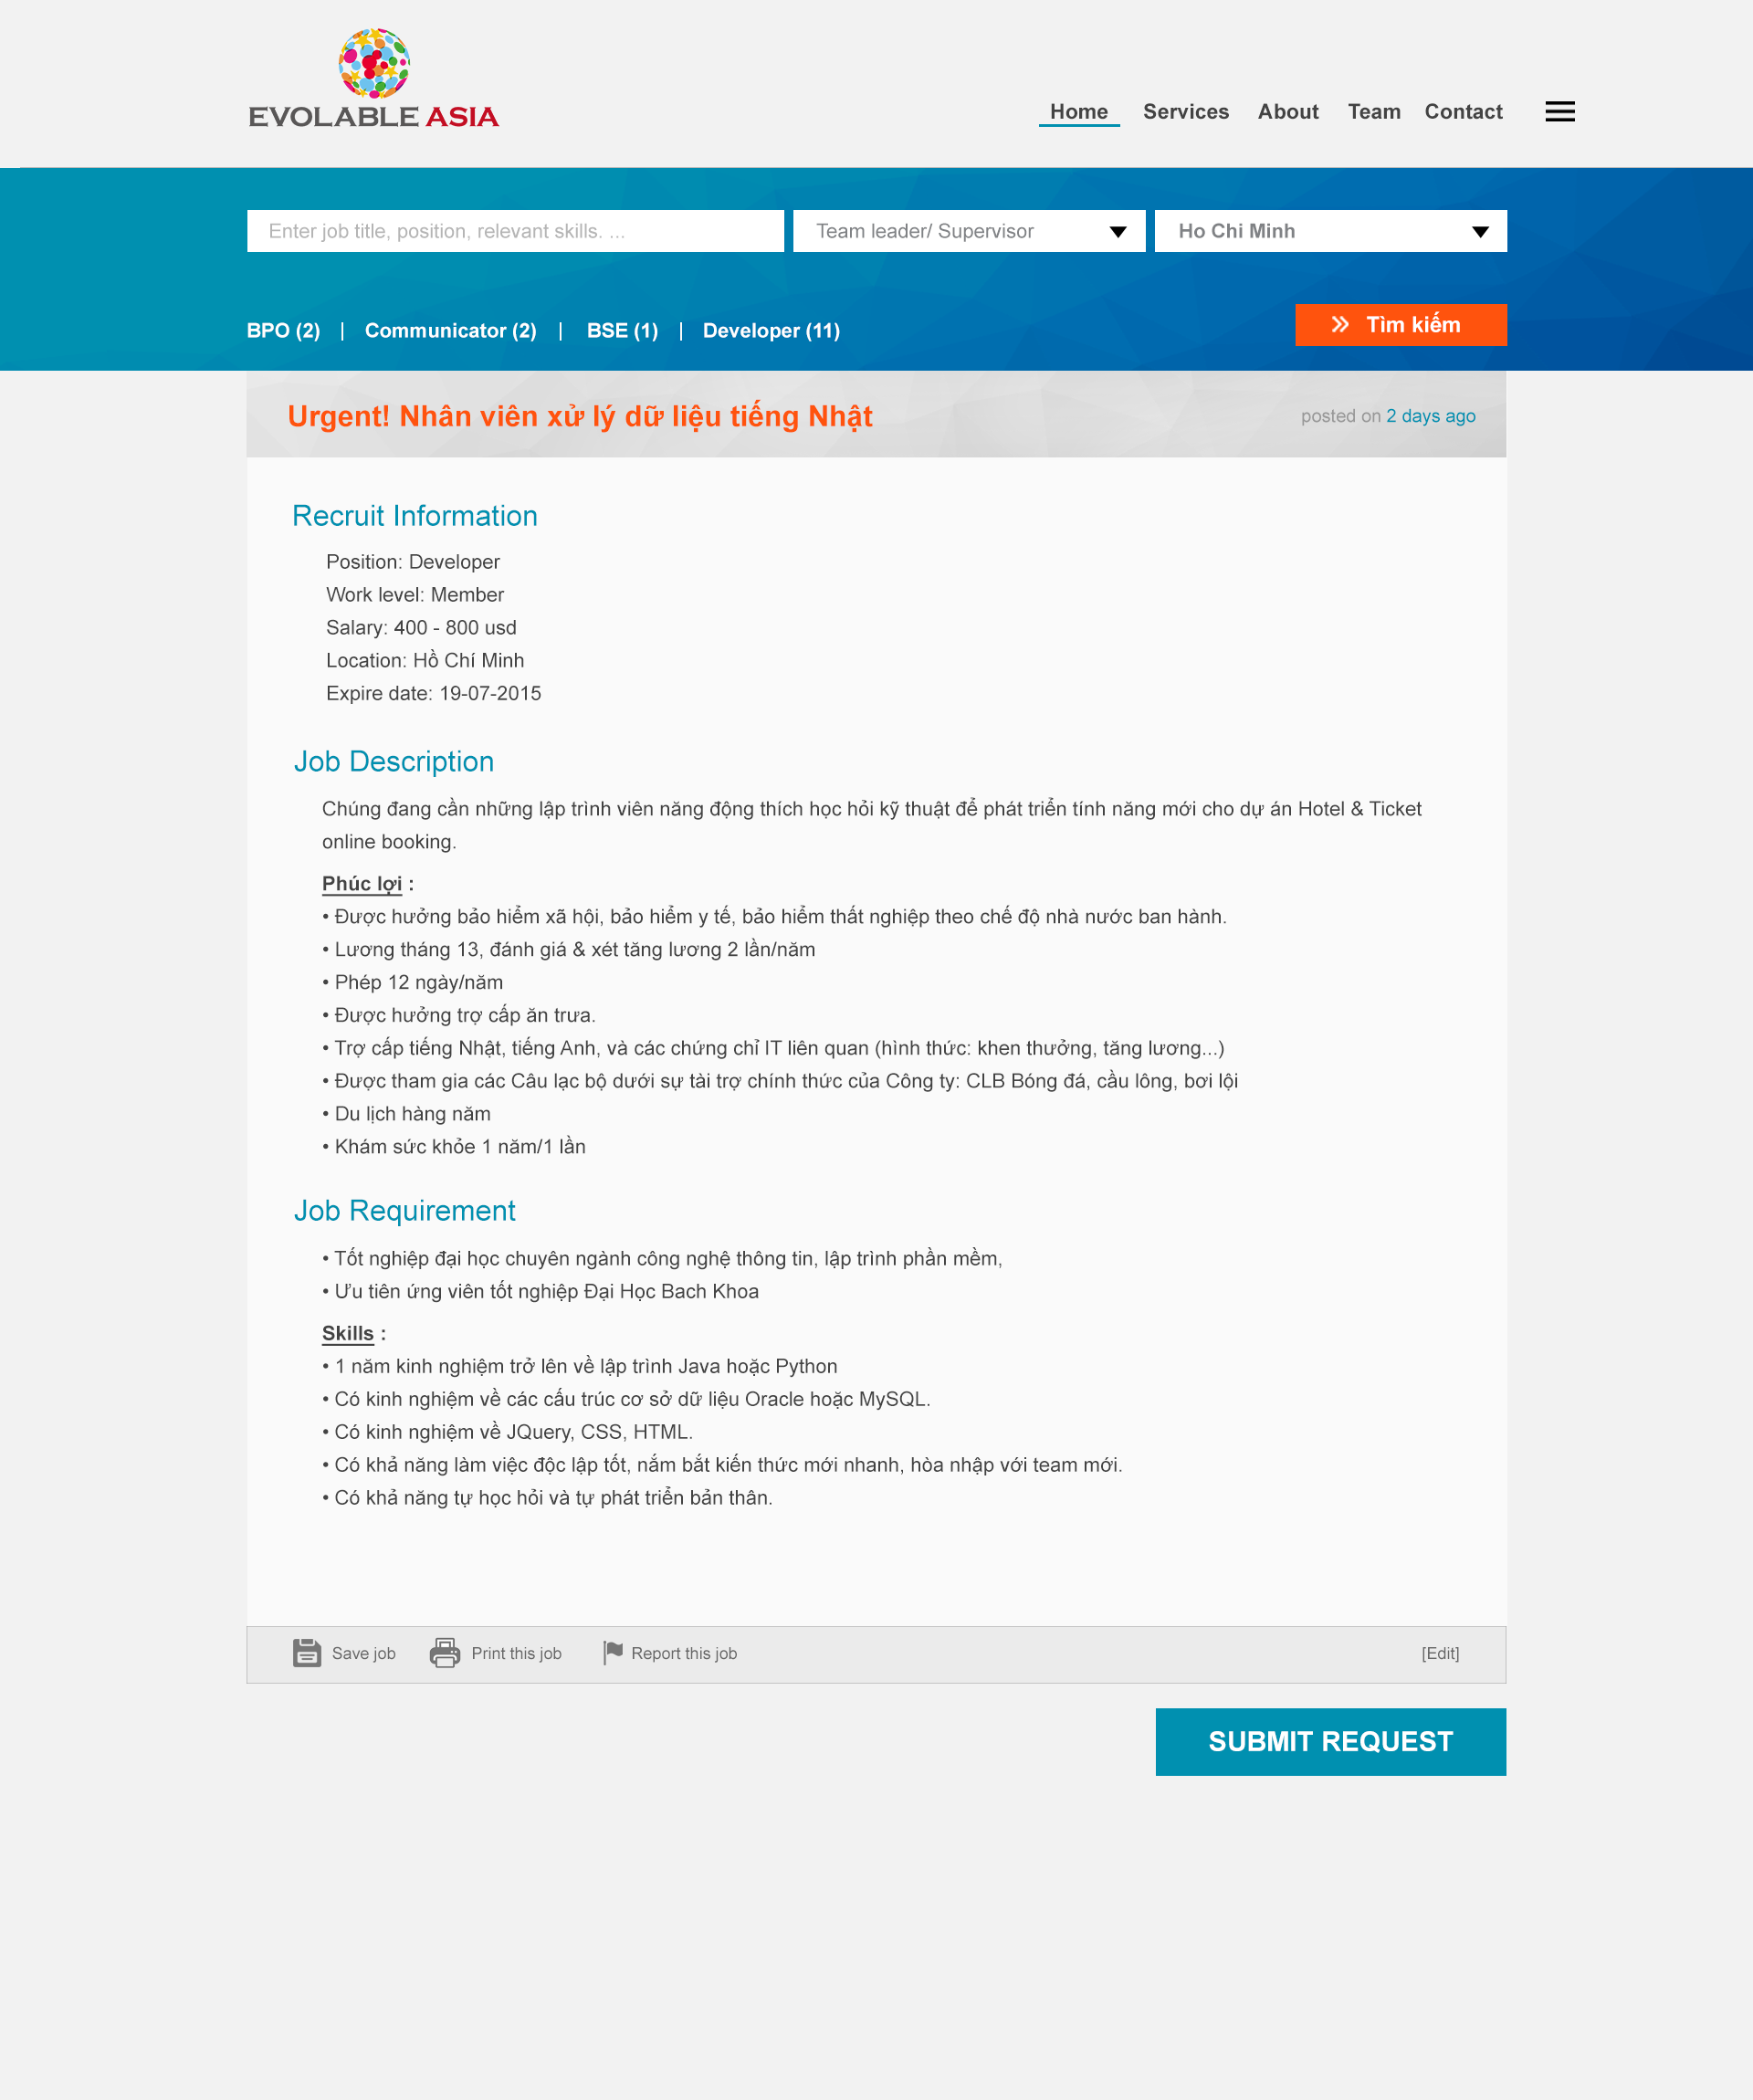 EVOLABLE ASIA
Home Services About Team Contact
Enter job title, position, relevant skills. ... Team leader/ Supervisor Ho Chi Minh
BPO (2) | Communicator (2) | BSE (1) | Developer (11) Tìm kiếm
Urgent! Nhân viên xử lý dữ liệu tiếng Nhật posted on 2 days ago
Recruit Information
Position: Developer
Work level: Member
Salary: 400 - 800 usd
Location: Hồ Chí Minh
Expire date: 19-07-2015
Job Description
Chúng đang cần những lập trình viên năng động thích học hỏi kỹ thuật để phát triển tính năng mới cho dự án Hotel & Ticket
online booking.
Phúc lợi :
• Được hưởng bảo hiểm xã hội, bảo hiểm y tế, bảo hiểm thất nghiệp theo chế độ nhà nước ban hành.
• Lương tháng 13, đánh giá & xét tăng lương 2 lần/năm
• Phép 12 ngày/năm
• Được hưởng trợ cấp ăn trưa.
• Trợ cấp tiếng Nhật, tiếng Anh, và các chứng chỉ IT liên quan (hình thức: khen thưởng, tăng lương...)
• Được tham gia các Câu lạc bộ dưới sự tài trợ chính thức của Công ty: CLB Bóng đá, cầu lông, bơi lội
• Du lịch hàng năm
• Khám sức khỏe 1 năm/1 lần
Job Requirement
• Tốt nghiệp đại học chuyên ngành công nghệ thông tin, lập trình phần mềm,
• Ưu tiên ứng viên tốt nghiệp Đại Học Bach Khoa
Skills :
• 1 năm kinh nghiệm trở lên về lập trình Java hoặc Python
• Có kinh nghiệm về các cấu trúc cơ sở dữ liệu Oracle hoặc MySQL.
• Có kinh nghiệm về JQuery, CSS, HTML.
• Có khả năng làm việc độc lập tốt, nắm bắt kiến thức mới nhanh, hòa nhập với team mới.
• Có khả năng tự học hỏi và tự phát triển bản thân.
Save job Print this job Report this job [Edit]
SUBMIT REQUEST